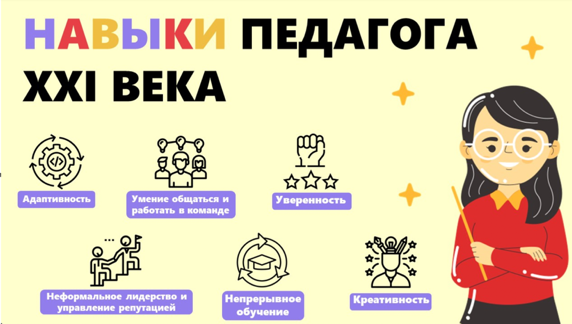 НАВЫКИ ПЕДАГОГА
XXI ВЕКА
Адаптивность
Умение общаться и
работать в команде
Уверенность
Неформальное лидерство и
управление репутацией
Непрерывное
обучение
Креативность